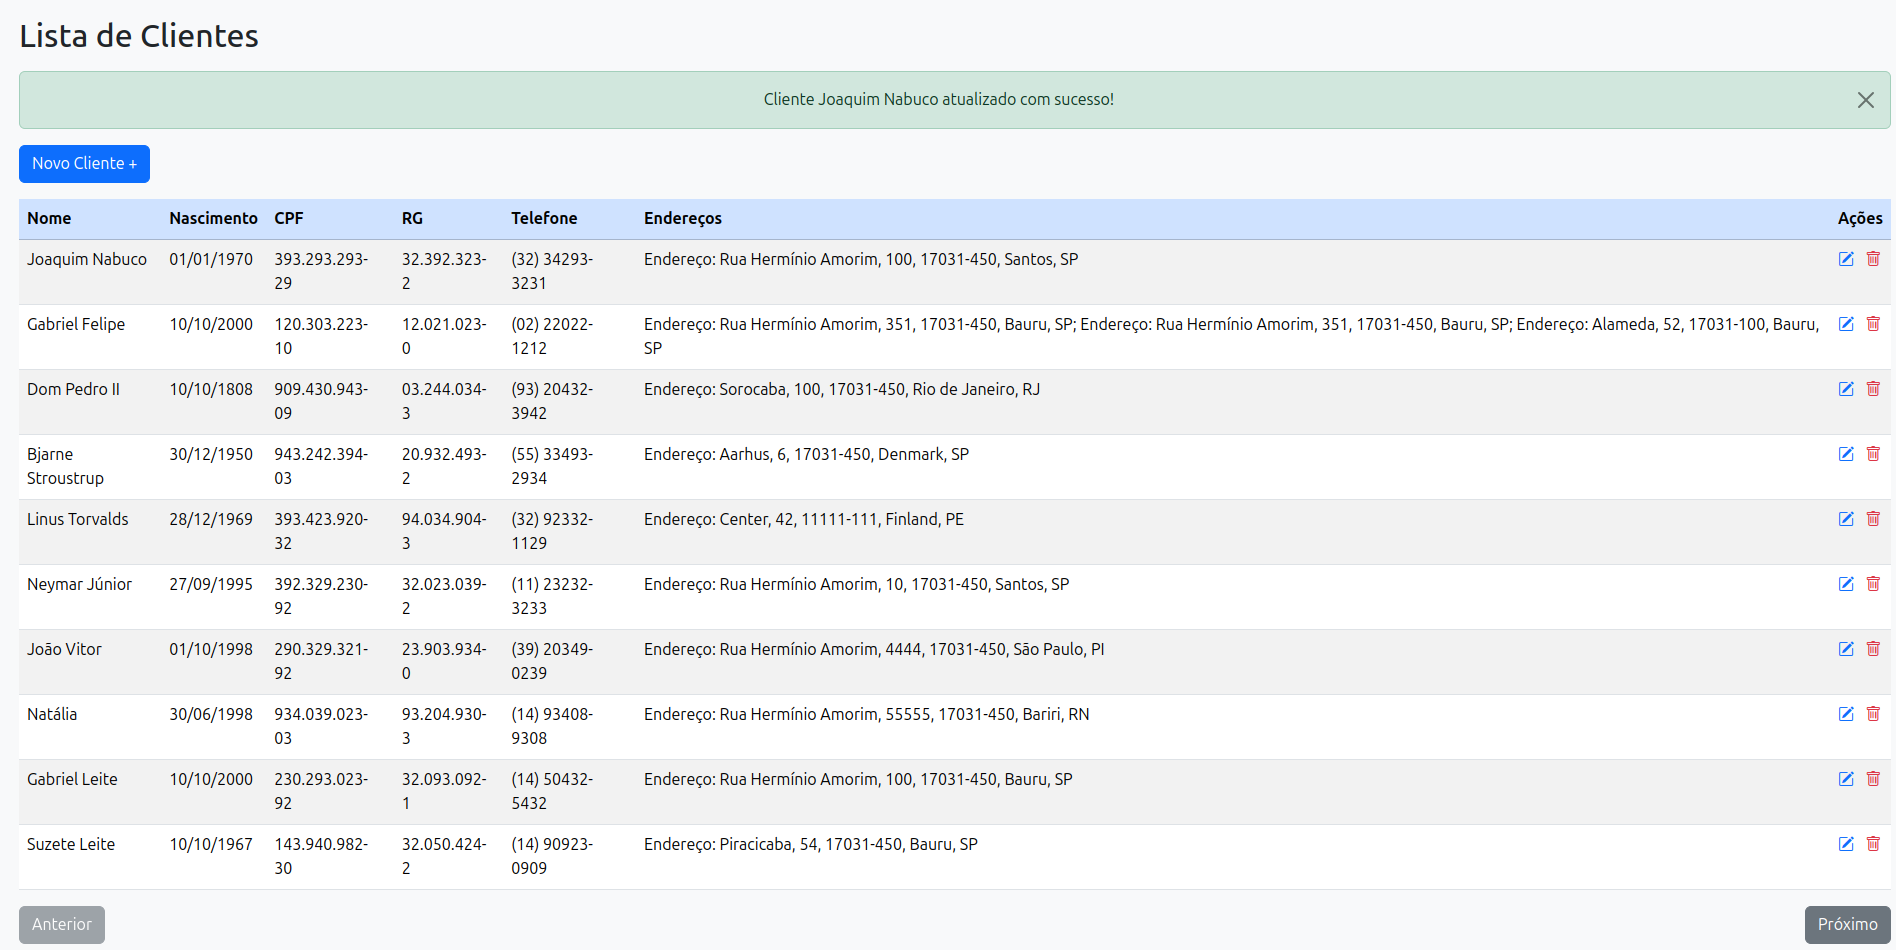 Lista de Clientes
Cliente Joaquim Nabuco atualizado com sucesso!
Novo Cliente +
Nome Nascimento CPF RG Telefone Endereços Ações
Joaquim Nabuco 01/01/1970 393.293.293- 32.392.323- (32) 34293- Endereço: Rua Hermínio Amorim, 100, 17031-450, Santos, SP
29 2 3231
Gabriel Felipe 10/10/2000 120.303.223- 12.021.023- (02) 22022- Endereço: Rua Hermínio Amorim, 351, 17031-450, Bauru, SP; Endereço: Rua Hermínio Amorim, 351, 17031-450, Bauru, SP; Endereço: Alameda, 52, 17031-100, Bauru,
10 0 1212 SP
Dom Pedro II 10/10/1808 909.430.943- 03.244.034- (93) 20432- Endereço: Sorocaba, 100, 17031-450, Rio de Janeiro, RJ
09 3 3942
Bjarne 30/12/1950 943.242.394- 20.932.493- (55) 33493- Endereço: Aarhus, 6, 17031-450, Denmark, SP
Stroustrup 03 2 2934
Linus Torvalds 28/12/1969 393.423.920- 94.034.904- (32) 92332- Endereço: Center, 42, 11111-111, Finland, PE
32 3 1129
Neymar Júnior 27/09/1995 392.329.230- 32.023.039- (11) 23232- Endereço: Rua Hermínio Amorim, 10, 17031-450, Santos, SP
92 2 3233
João Vitor 01/10/1998 290.329.321- 23.903.934- (39) 20349- Endereço: Rua Hermínio Amorim, 4444, 17031-450, São Paulo, PI
92 0 0239
Natália 30/06/1998 934.039.023- 93.204.930- (14) 93408- Endereço: Rua Hermínio Amorim, 55555, 17031-450, Bariri, RN
03 3 9308
Gabriel Leite 10/10/2000 230.293.023- 32.093.092- (14) 50432- Endereço: Rua Hermínio Amorim, 100, 17031-450, Bauru, SP
92 1 5432
Suzete Leite 10/10/1967 143.940.982- 32.050.424- (14) 90923- Endereço: Piracicaba, 54, 17031-450, Bauru, SP
30 2 0909
Anterior Próximo